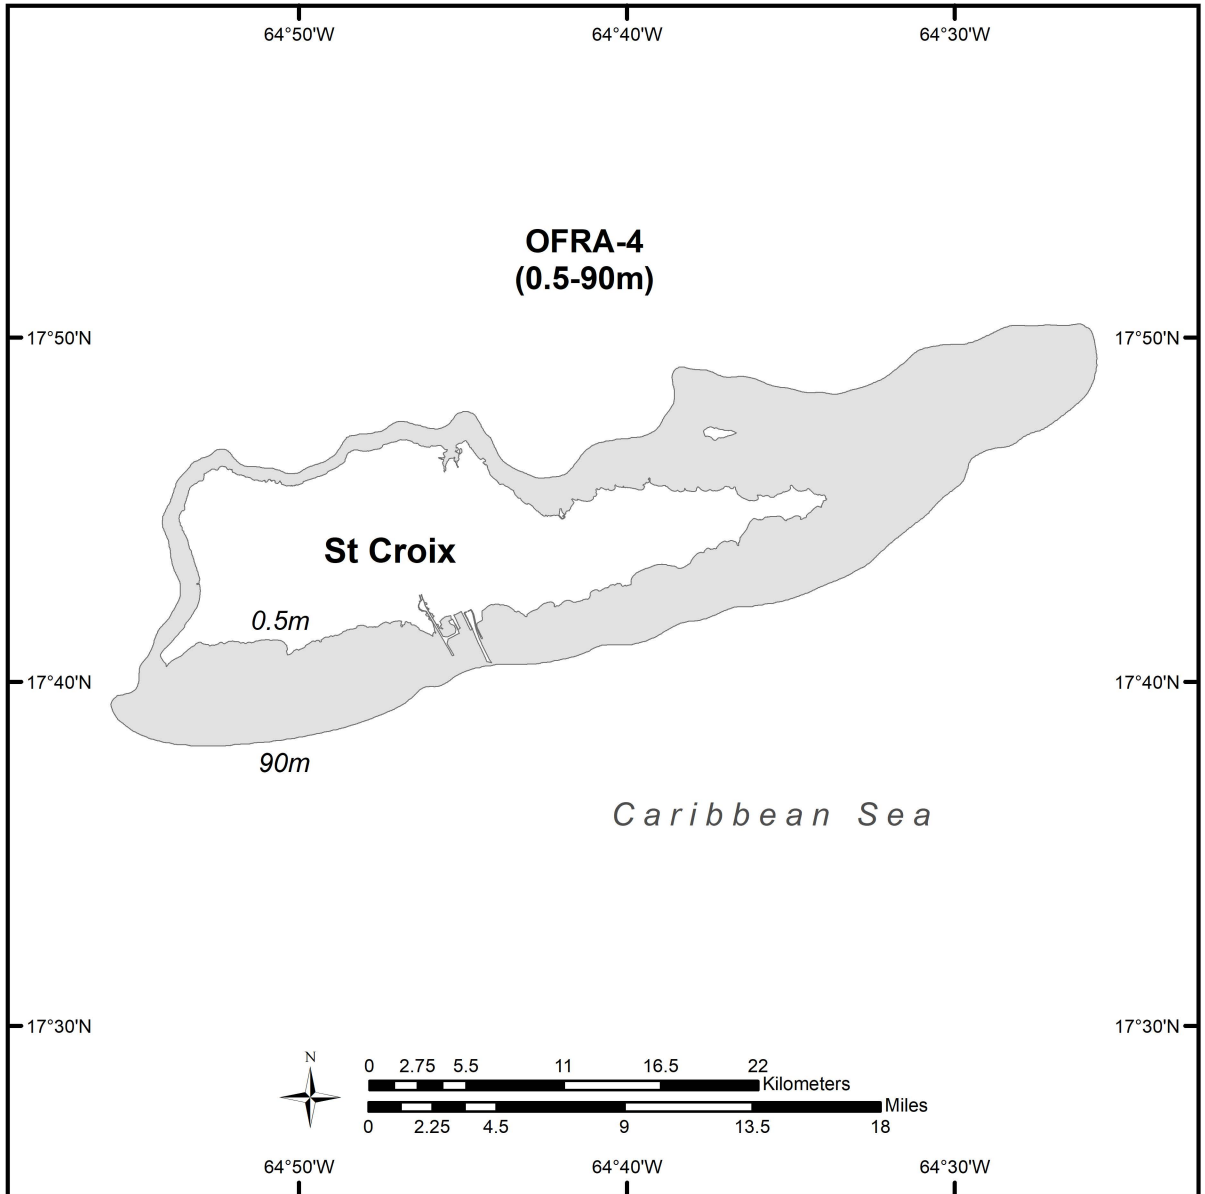 64°50'W 64°40'W 64°30'W
OFRA-4
(0.5-90m)
17°50'N 17°50'N
St Croix
0.5m
17°40'N 17°40'N
90m
Caribbean Sea
17°30'N 17°30'N
N
0 2.75 5.5 11 16.5 22
Kilometers
Miles
0 2.25 4.5 9 13.5 18
64°50'W 64°40'W 64°30'W